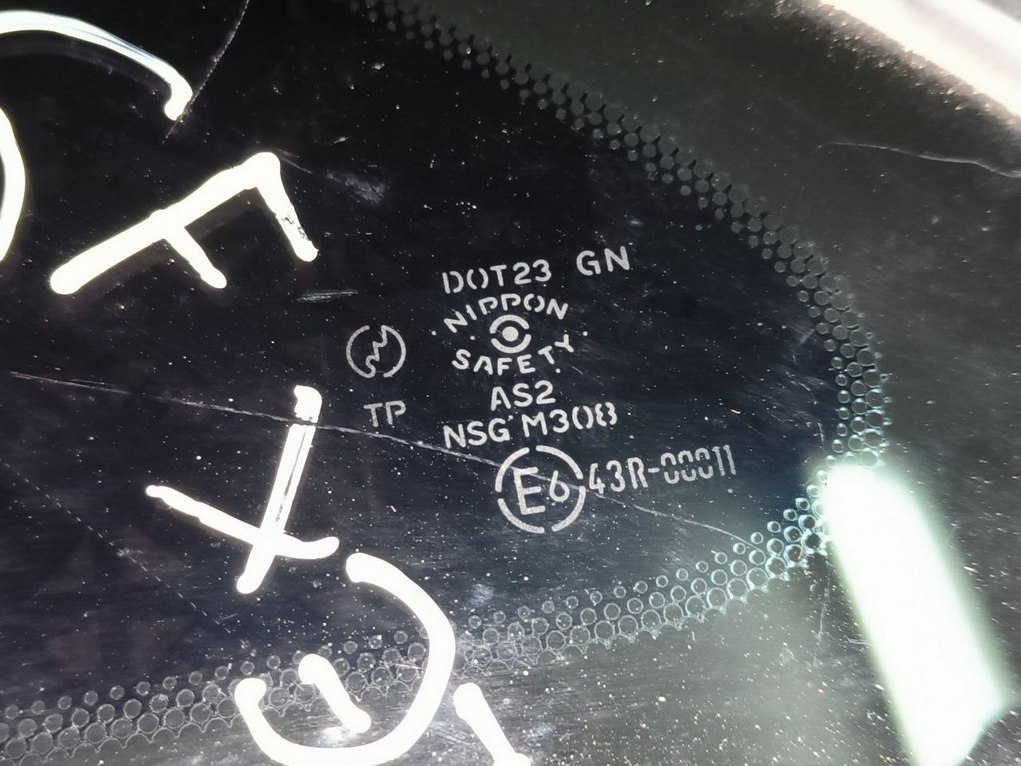 DOT23 GN
NIPPON
SAFETY
AS2
TP
NSG M308
E6 43R-00011